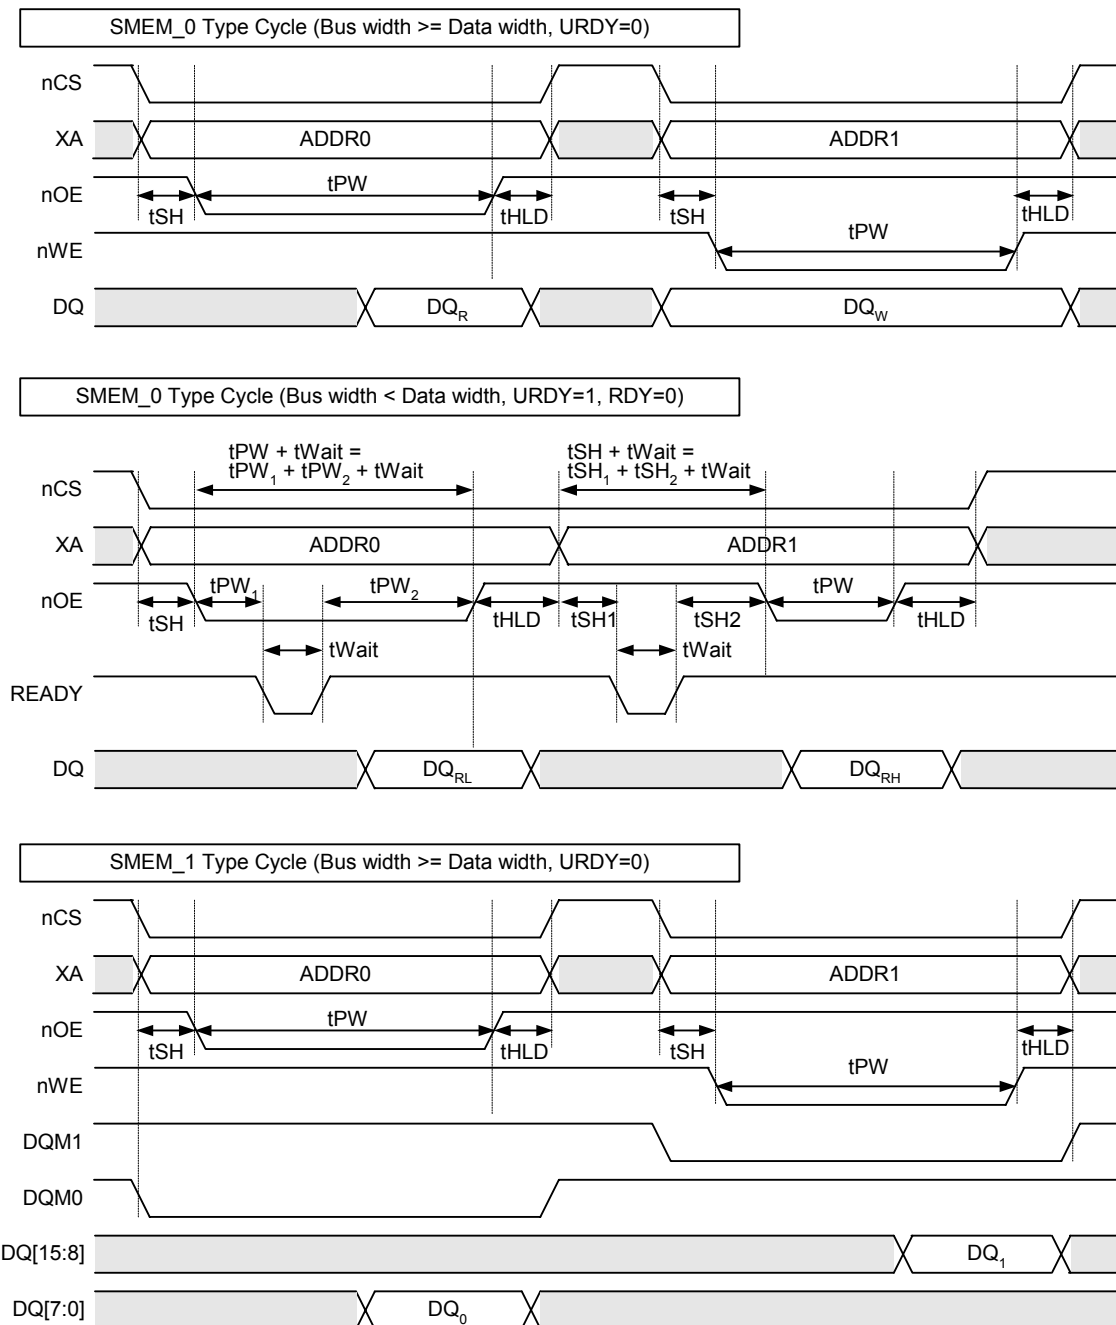 SMEM_0 Type Cycle (Bus width >= Data width, URDY=0)
nCS
XA ADDR0 ADDR1
nOE tPW
tSH tHLD tSH tHLD
nWE tPW
DQ DQR DQW
SMEM_0 Type Cycle (Bus width < Data width, URDY=1, RDY=0)
tPW + tWait = tSH + tWait =
tPW1 + tPW2 + tWait tSH1 + tSH2 + tWait
nCS
XA ADDR0 ADDR1
nOE tPW1 tPW2 tPW
tSH tHLD tSH1 tSH2 tHLD
tWait tWait
READY
DQ DQRL DQRH
SMEM_1 Type Cycle (Bus width >= Data width, URDY=0)
nCS
XA ADDR0 ADDR1
nOE tPW
tSH tHLD tSH tHLD
nWE tPW
DQM1
DQM0
DQ[15:8] DQ1
DQ[7:0] DQ0